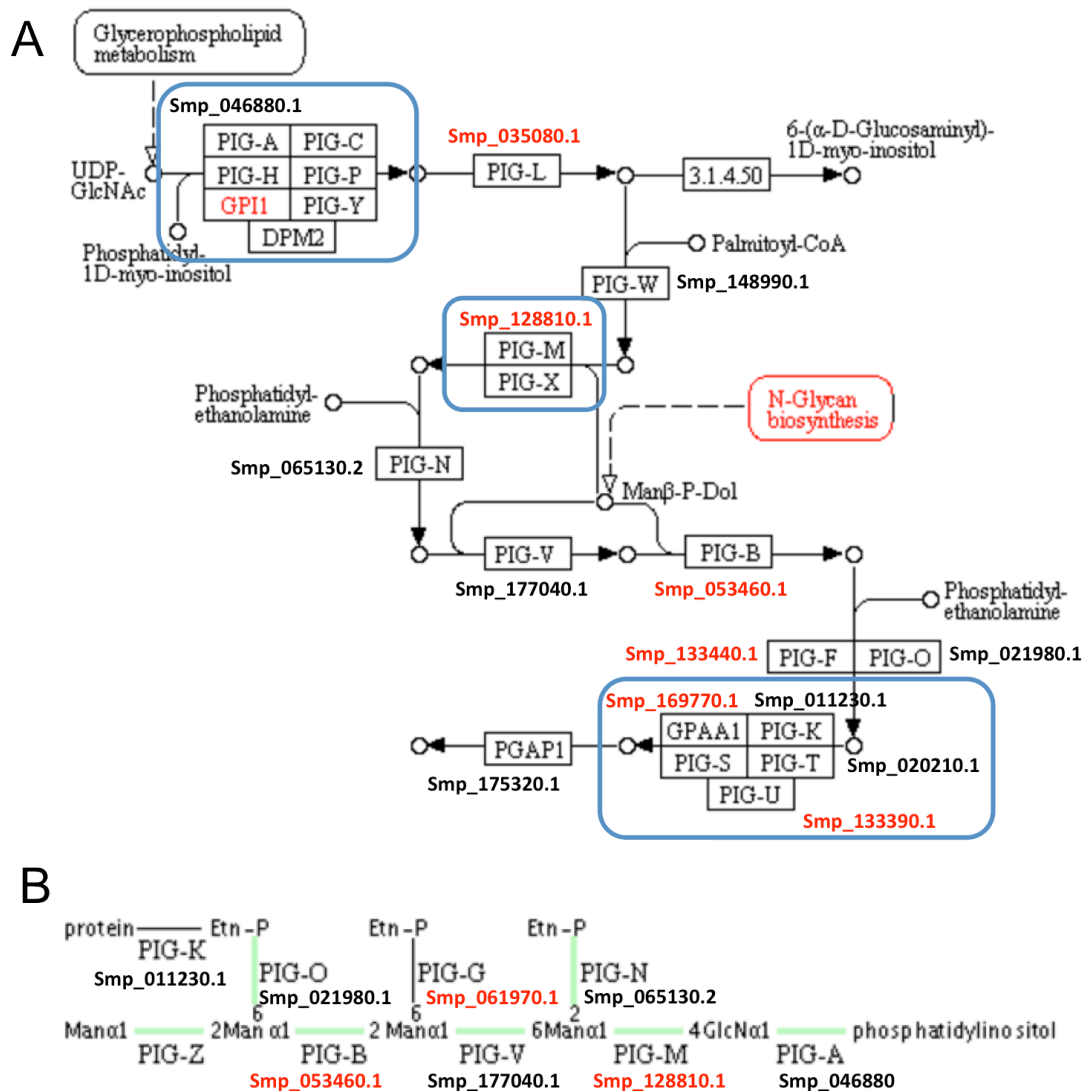 A
Glycerophospholipid
metabolism
Smp_046880.1
PIG-A PIG-C
PIG-H PIG-P
GPI1 PIG-Y
DPM2
UDP-
GlcNAc
Phosphatidyl-
1D-myo-inositol
Smp_035080.1
PIG-L
3.1.4.50
6-(α-D-Glucosaminyl)-
1D-myo-inositol
Palmitoyl-CoA
PIG-W Smp_148990.1
Smp_128810.1
PIG-M
PIG-X
Phosphatidyl-
ethanolamine
N-Glycan
biosynthesis
Smp_065130.2 PIG-N
Manβ-P-Dol
PIG-V
Smp_177040.1
PIG-B
Smp_053460.1
Phosphatidyl-
ethanolamine
Smp_133440.1 PIG-F PIG-O Smp_021980.1
Smp_169770.1 Smp_011230.1
GPAA1 PIG-K
PIG-S PIG-T
PIG-U
Smp_020210.1
Smp_133390.1
PGAP1
Smp_175320.1
B
protein Etn-P Etn-P Etn-P
PIG-K
Smp_011230.1
PIG-O PIG-G PIG-N
Smp_021980.1 Smp_061970.1 Smp_065130.2
6 6 2
Manα1 2Manα1 2Manα1 6Manα1 4GlcNα1 phosphatidylinositol
PIG-Z PIG-B PIG-V PIG-M PIG-A
Smp_053460.1 Smp_177040.1 Smp_128810.1 Smp_046880